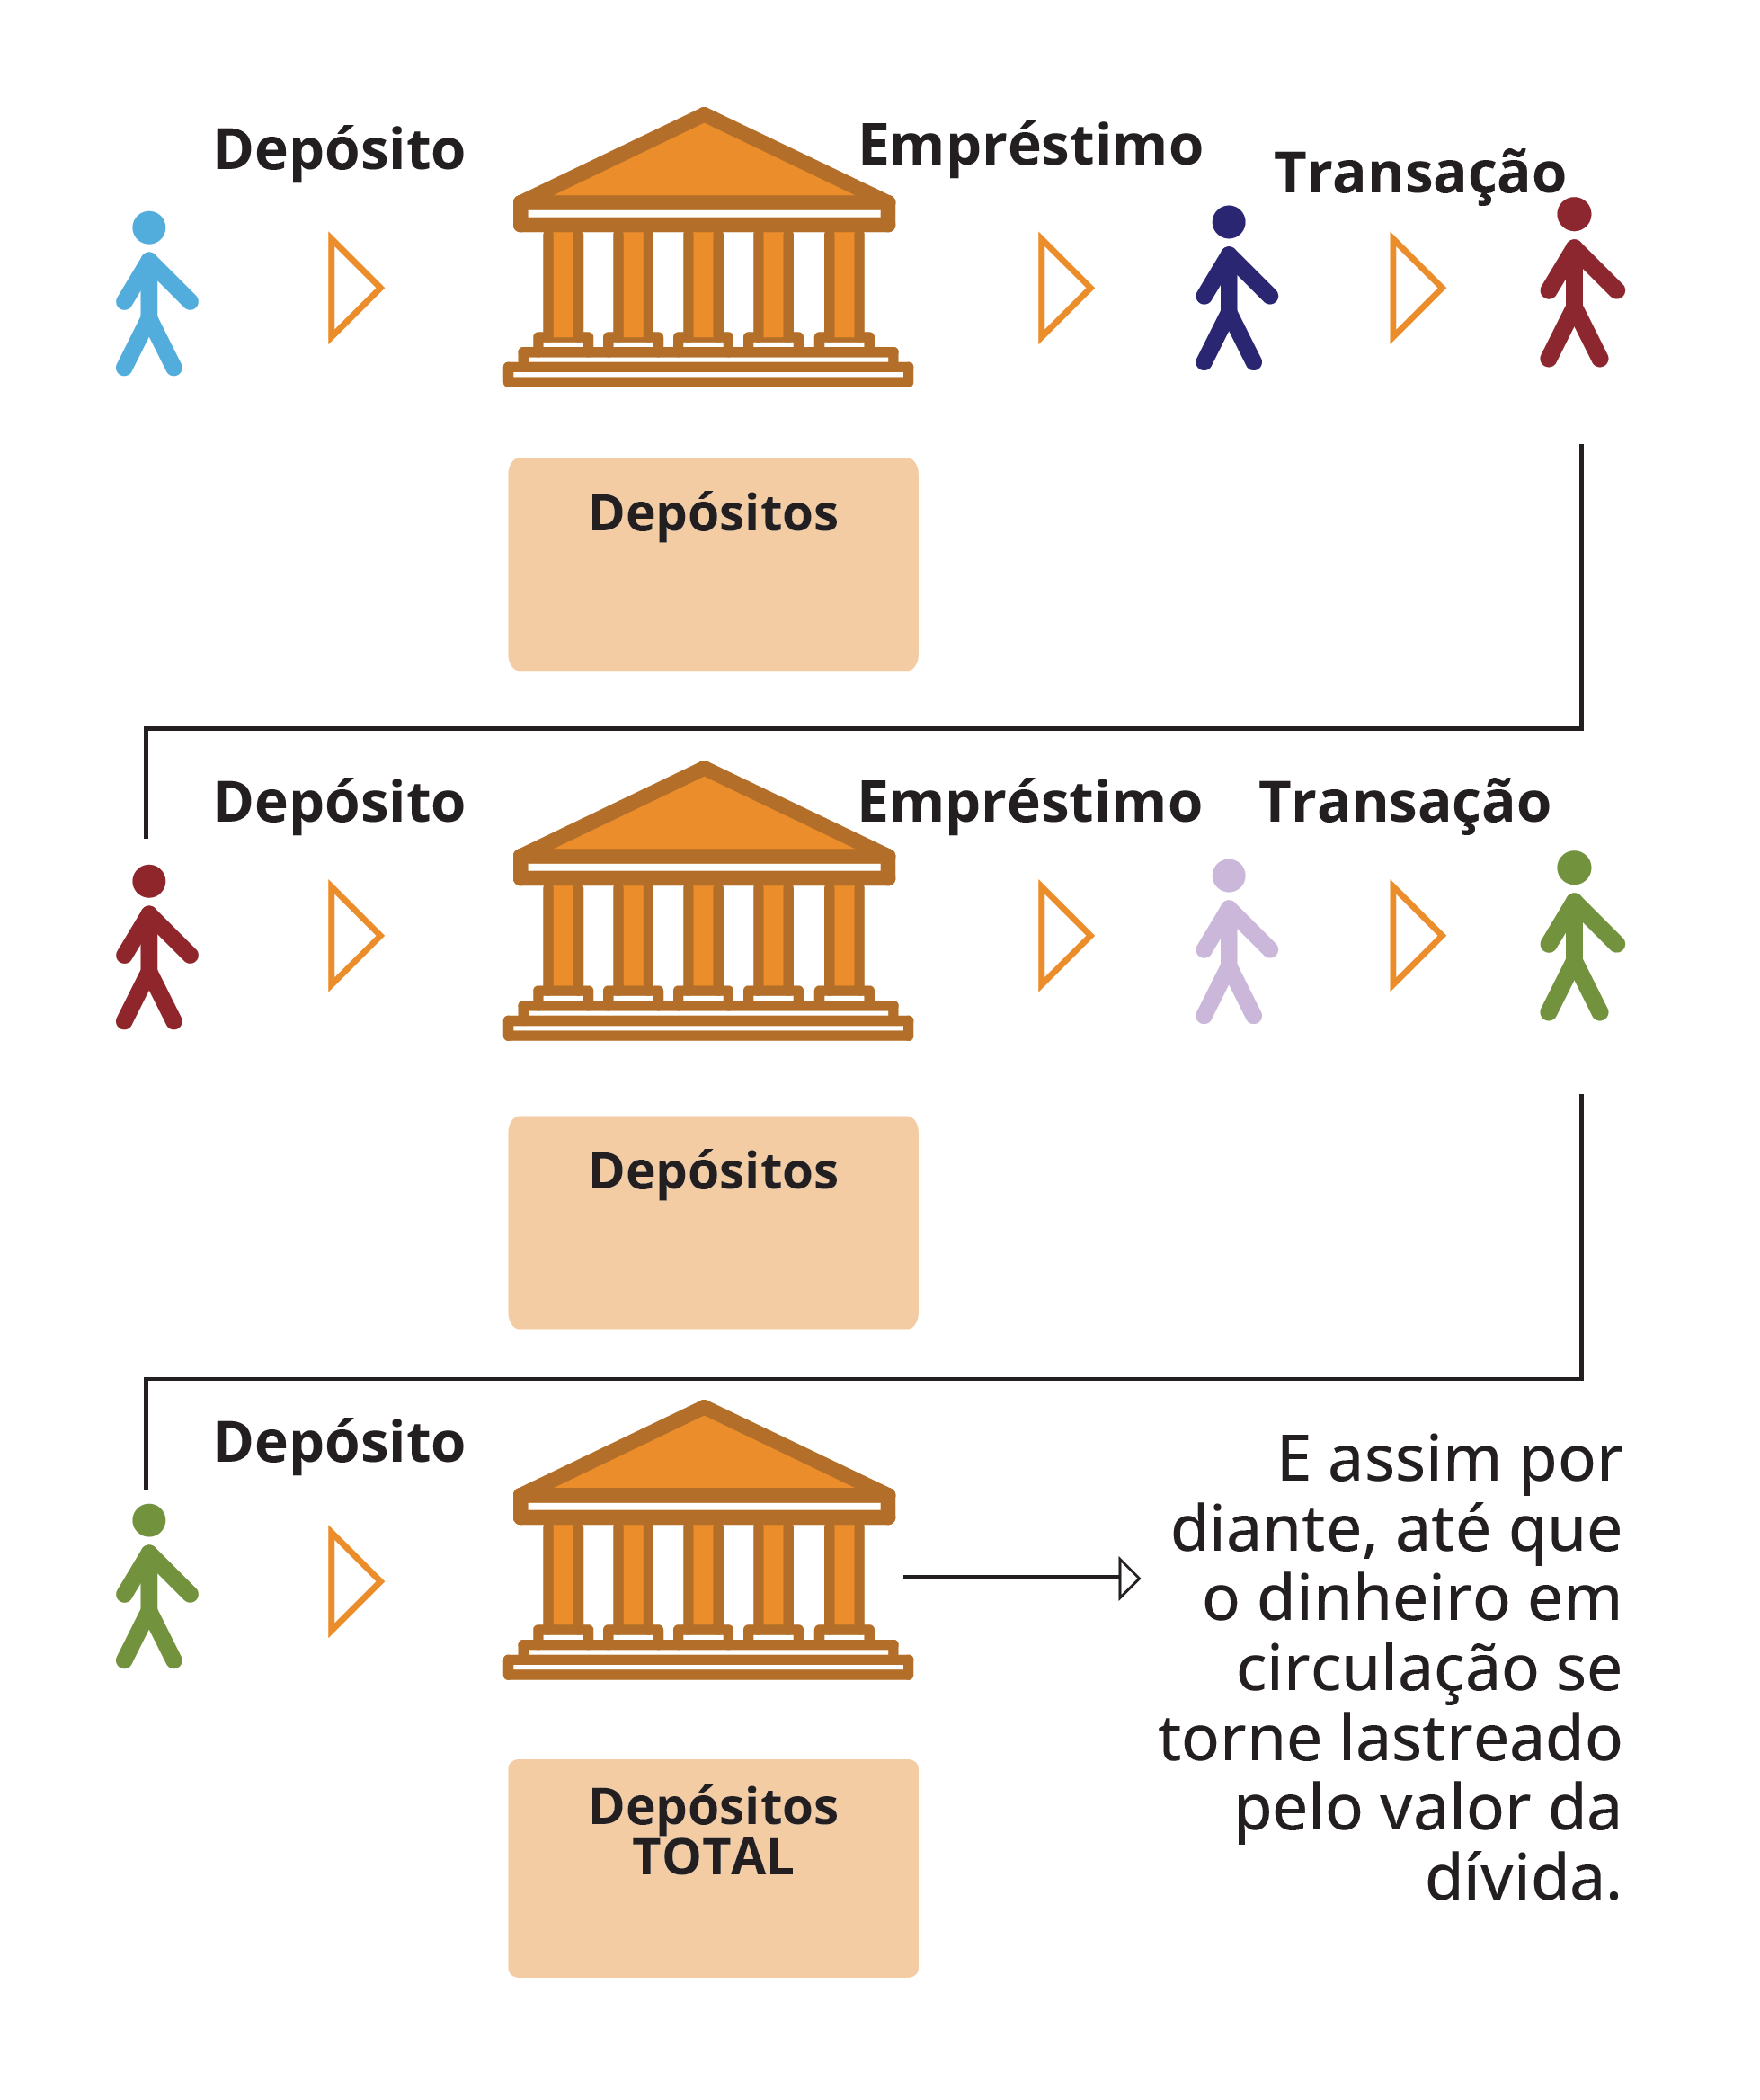 Depósito
Empréstimo
Transação
Depósitos
Depósito
Empréstimo
Transação
Depósitos
Depósito
E assim por
diante, até que
o dinheiro em
circulação se
torne lastreado
pelo valor da
dívida.
Depósitos
TOTAL